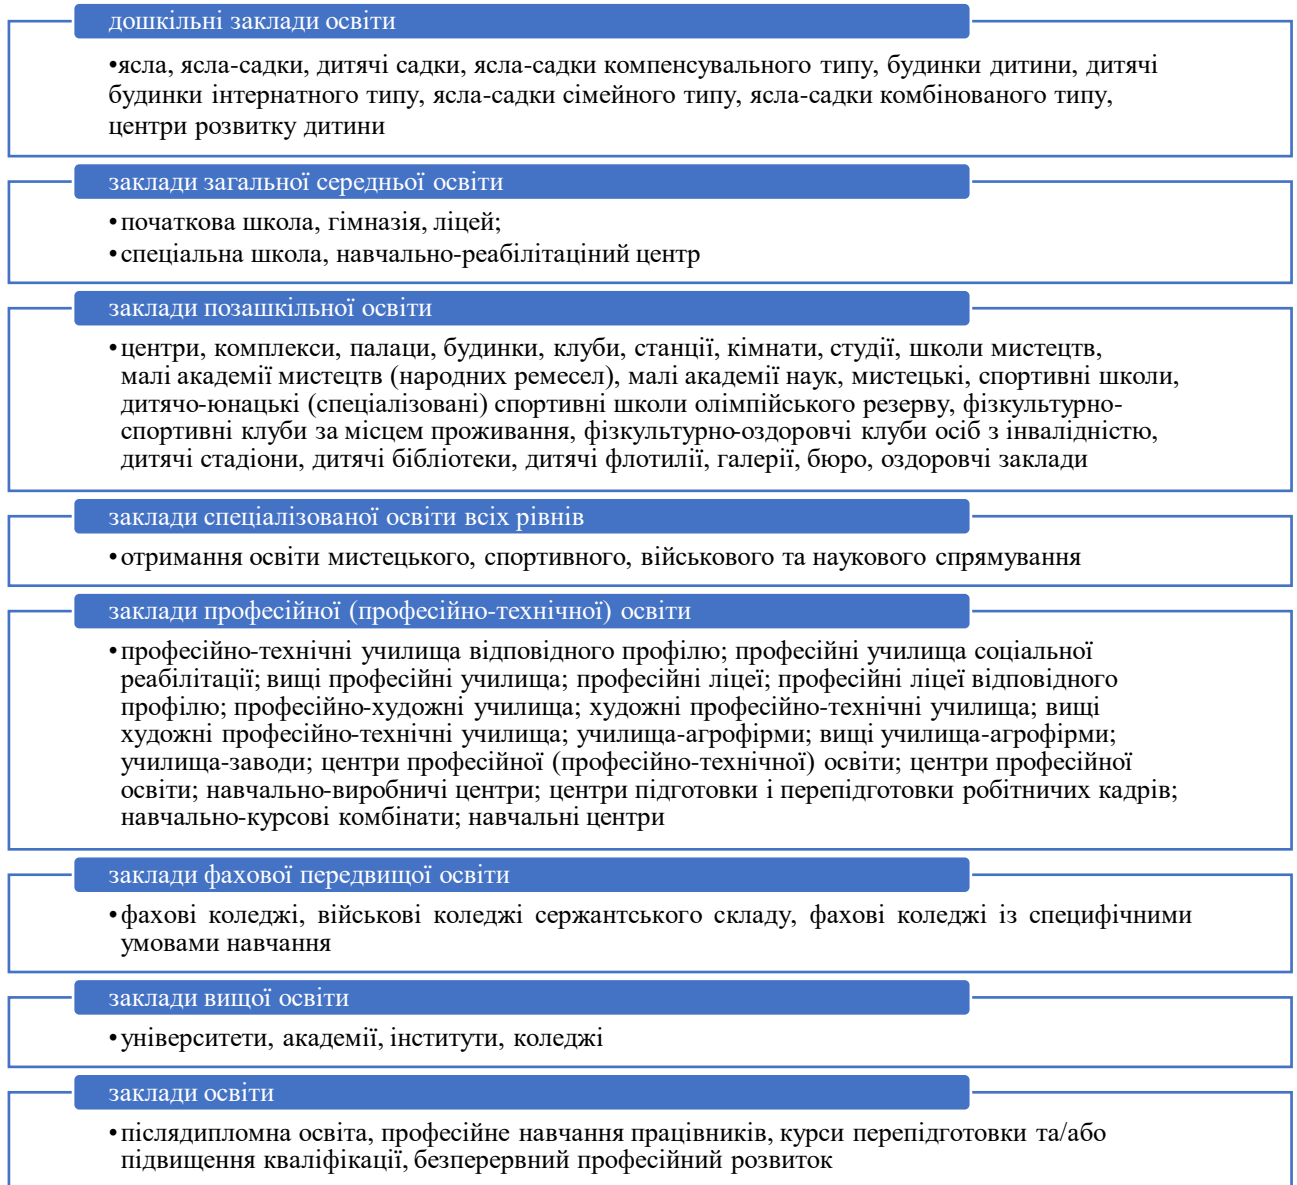 дошкільні заклади освіти
•ясла, ясла-садки, дитячі садки, ясла-садки компенсувального типу, будинки дитини, дитячі
будинки інтернатного типу, ясла-садки сімейного типу, ясла-садки комбінованого типу,
центри розвитку дитини
заклади загальної середньої освіти
•початкова школа, гімназія, ліцей;
•спеціальна школа, навчально-реабілітаціний центр
заклади позашкільної освіти
•центри, комплекси, палаци, будинки, клуби, станції, кімнати, студії, школи мистецтв,
малі академії мистецтв (народних ремесел), малі академії наук, мистецькі, спортивні школи,
дитячо-юнацькі (спеціалізовані) спортивні школи олімпійського резерву, фізкультурно-
спортивні клуби за місцем проживання, фізкультурно-оздоровчі клуби осіб з інвалідністю,
дитячі стадіони, дитячі бібліотеки, дитячі флотилії, галерії, бюро, оздоровчі заклади
заклади спеціалізованої освіти всіх рівнів
•отримання освіти мистецького, спортивного, військового та наукового спрямування
заклади професійної (професійно-технічної) освіти
•професійно-технічні училища відповідного профілю; професійні училища соціальної
реабілітації; вищі професійні училища; професійні ліцеї; професійні ліцеї відповідного
профілю; професійно-художні училища; художні професійно-технічні училища; вищі
художні професійно-технічні училища; училища-агрофірми; вищі училища-агрофірми;
училища-заводи; центри професійної (професійно-технічної) освіти; центри професійної
освіти; навчально-виробничі центри; центри підготовки і перепідготовки робітничих кадрів;
навчально-курсові комбінати; навчальні центри
заклади фахової передвищої освіти
•фахові коледжі, військові коледжі сержантського складу, фахові коледжі із специфічними
умовами навчання
заклади вищої освіти
•університети, академії, інститути, коледжі
заклади освіти
•післядипломна освіта, професійне навчання працівників, курси перепідготовки та/або
підвищення кваліфікації, безперервний професійний розвиток